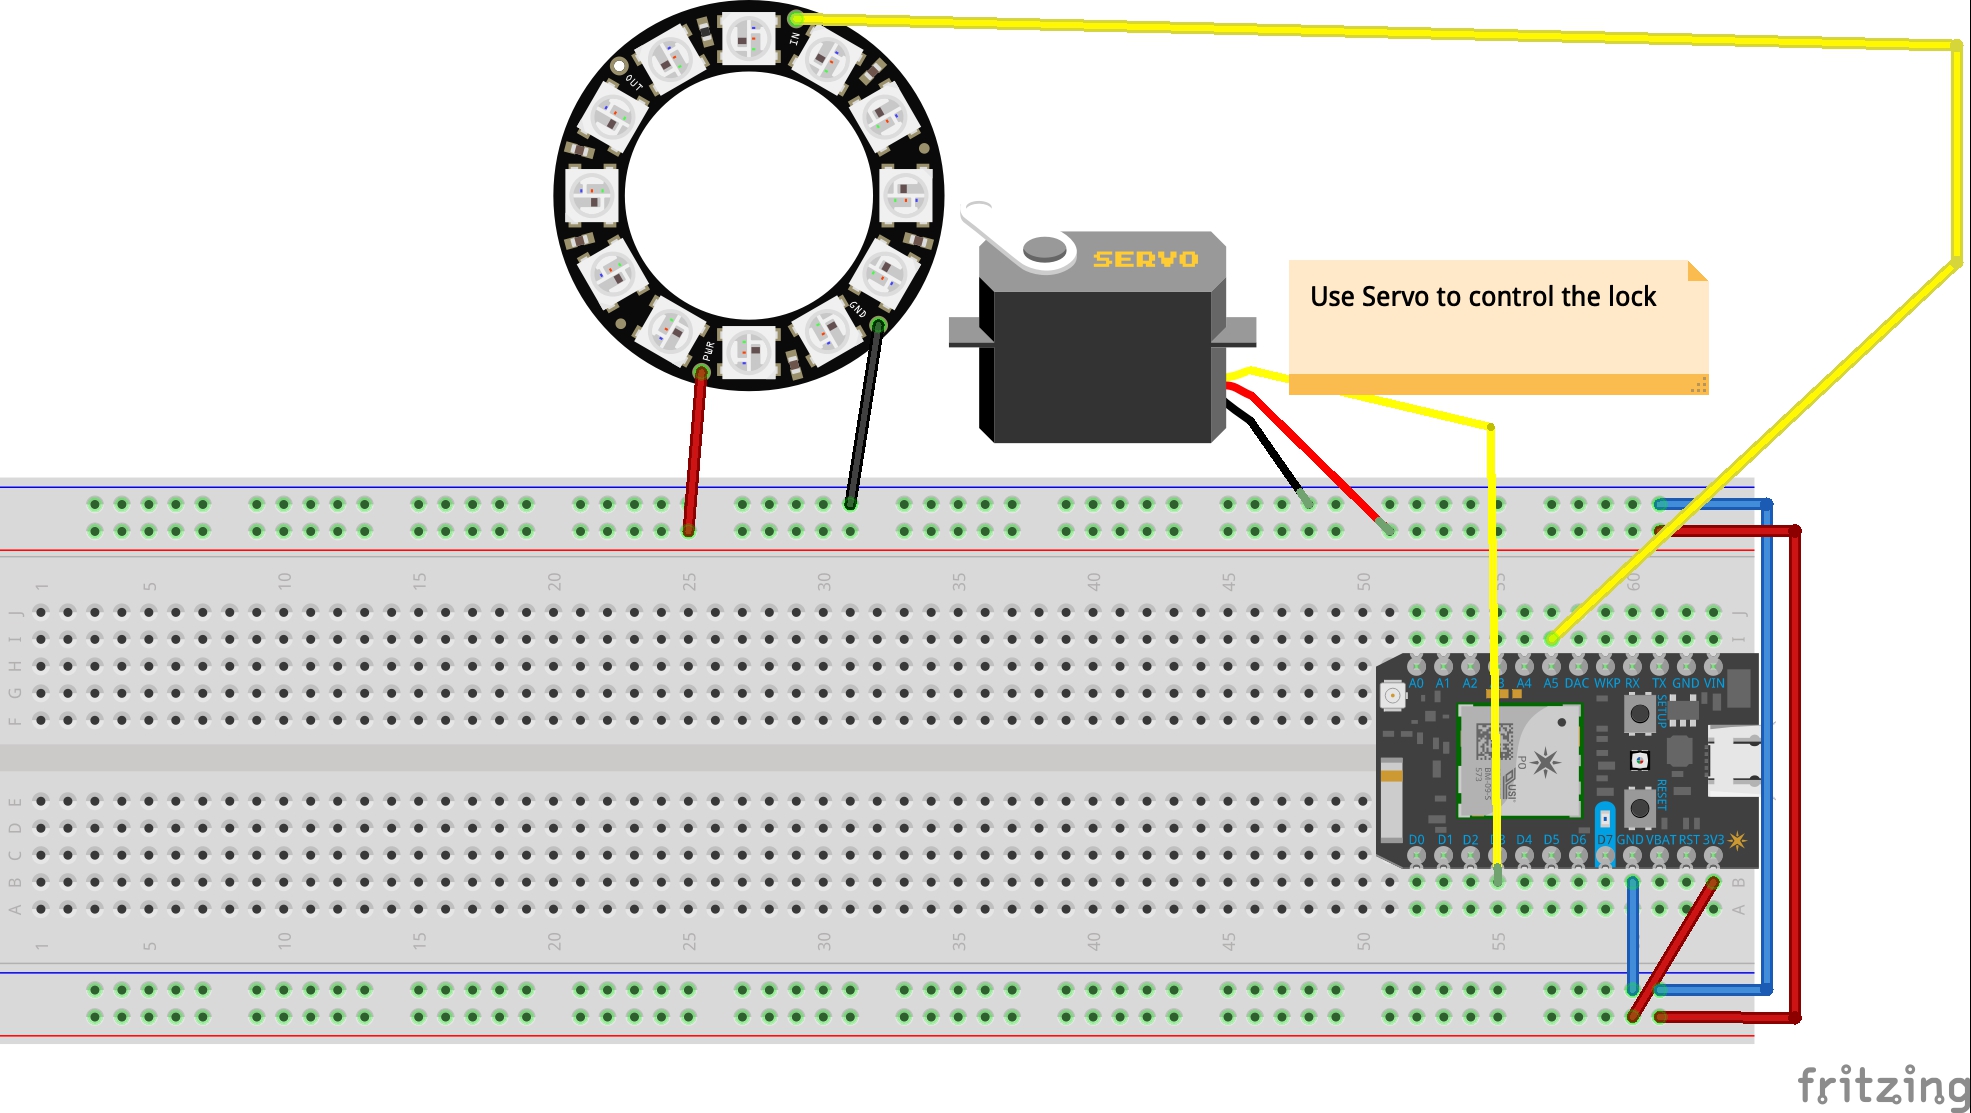 IN
OUT
GND
PWR
SERVO
Use Servo to control the lock
1 5 10 15 20 25 30 35 40 45 50 55 60
J J
I I
H
G
F
A0 A1 A2 A4 A5 DAC WKP RX TX GND VIN
SETUP
PO
RESET
E
D
C
B B
A A
D0 D1 D2 D4 D5 D6 D7 GND VBAT RST 3V3
1 5 10 15 20 25 30 35 40 45 50 55
fritzing